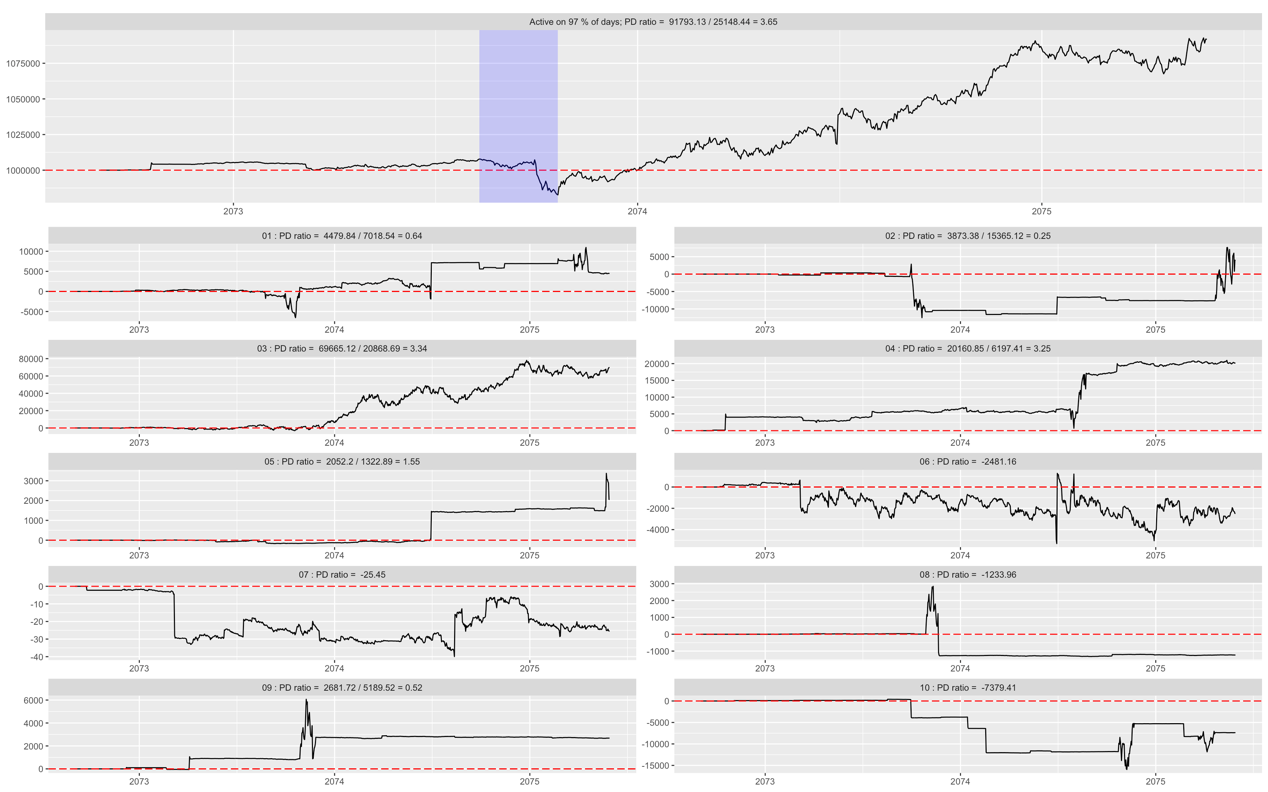 Active on 97 % of days; PD ratio =  91793.13 / 25148.44 = 3.65
1075000
1050000
1025000
1000000
2073 2074 2075
01 : PD ratio =  4479.84 / 7018.54 = 0.64
10000
5000
0
-5000
2073 2074 2075
02 : PD ratio =  3873.38 / 15365.12 = 0.25
5000
0
-5000
-10000
2073 2074 2075
03 : PD ratio =  69665.12 / 20868.69 = 3.34
80000
60000
40000
20000
0
2073 2074 2075
04 : PD ratio =  20160.85 / 6197.41 = 3.25
20000
15000
10000
5000
0
2073 2074 2075
05 : PD ratio =  2052.2 / 1322.89 = 1.55
3000
2000
1000
0
2073 2074 2075
06 : PD ratio =  -2481.16
0
-2000
-4000
2073 2074 2075
07 : PD ratio =  -25.45
0
-10
-20
-30
-40
2073 2074 2075
08 : PD ratio =  -1233.96
3000
2000
1000
0
-1000
2073 2074 2075
09 : PD ratio =  2681.72 / 5189.52 = 0.52
6000
4000
2000
0
2073 2074 2075
10 : PD ratio =  -7379.41
0
-5000
-10000
-15000
2073 2074 2075